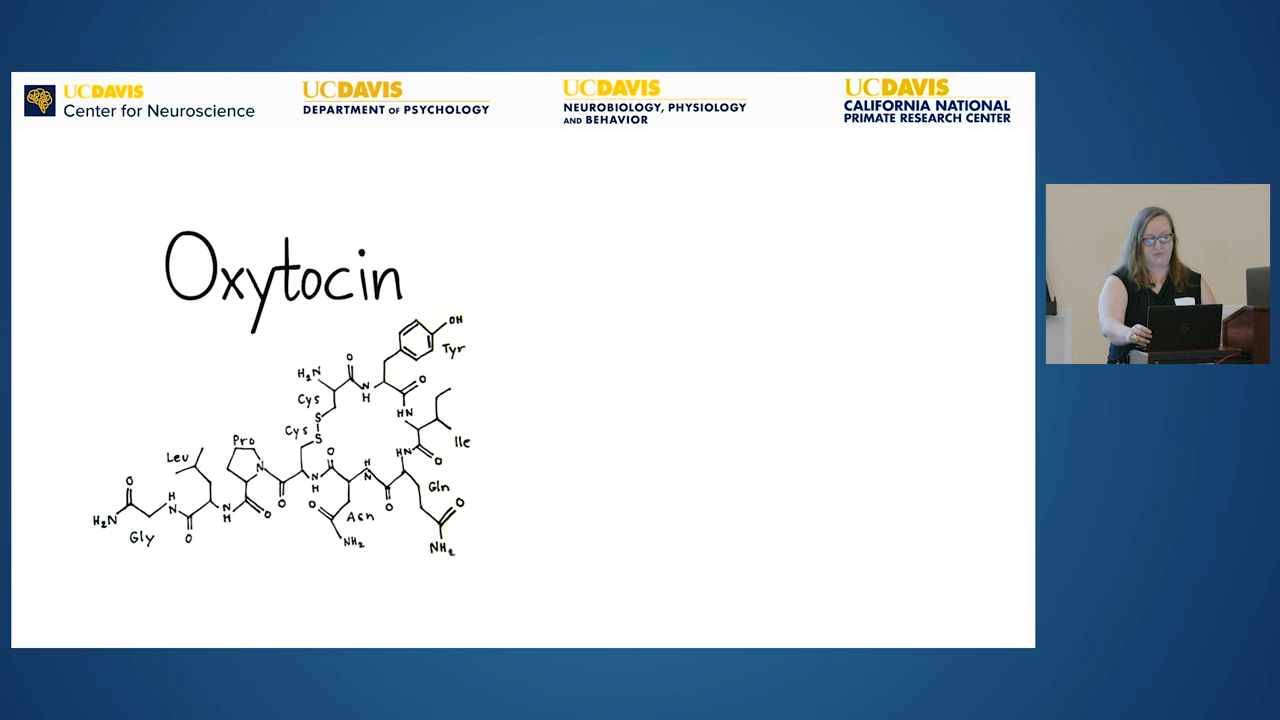 UCDAVIS
Center for Neuroscience
UCDAVIS
DEPARTMENT OF PSYCHOLOGY
UCDAVIS
NEUROBIOLOGY, PHYSIOLOGY
AND BEHAVIOR
UCDAVIS
CALIFORNIA NATIONAL
PRIMATE RESEARCH CENTER
Oxytocin
OH
Tyr
O
H₂N
N
H
O
Cys
HN
S
Cys
S
Ile
Pro
O
HN
O
Leu
N
H
N
Gln
O
N
H
O
O
O
H
N
N
H
O
O
Asn
H₂N
Gly
O
NH₂
NH₂